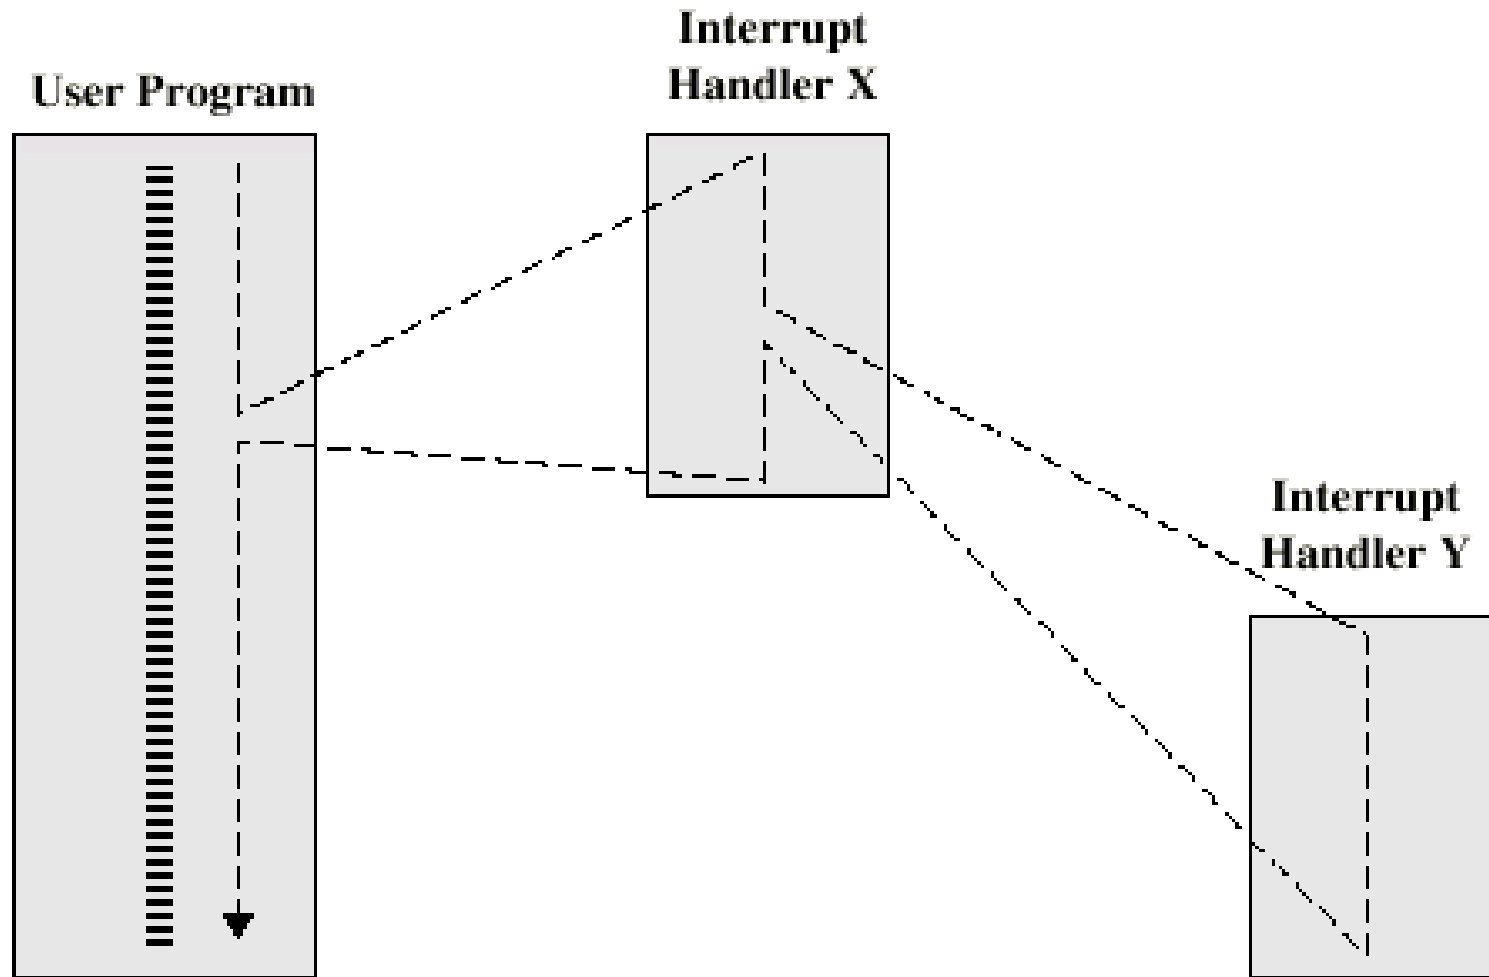 User Program
Interrupt
Handler X
Interrupt
Handler Y